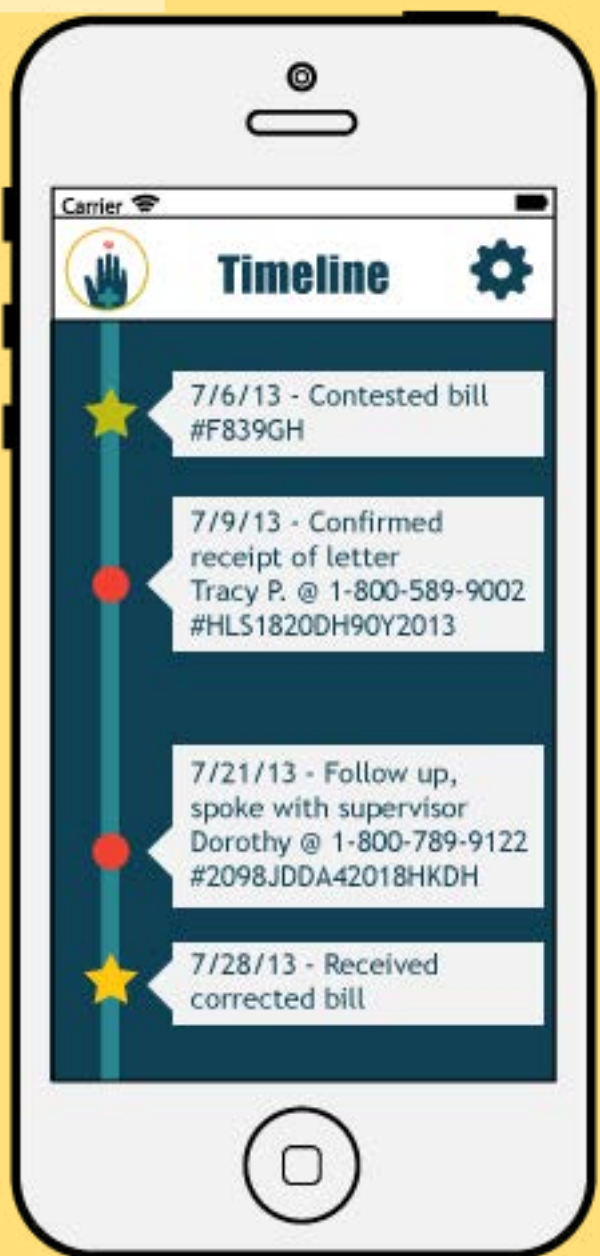 Carrier
Timeline
7/6/13 - Contested bill
#F839GH
7/9/13 - Confirmed
receipt of letter
Tracy P. @ 1-800-589-9002
#HLS1820DH90Y2013
7/21/13 - Follow up,
spoke with supervisor
Dorothy @ 1-800-789-9122
#2098JDDA42018HKDH
7/28/13 - Received
corrected bill